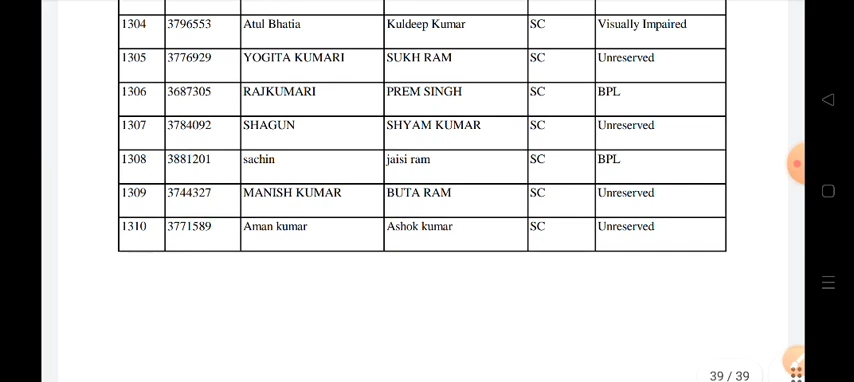 1304 3796553 Atul Bhatia Kuldeep Kumar SC Visually Impaired
1305 3776929 YOGITA KUMARI SUKH RAM SC Unreserved
1306 3687305 RAJKUMARI PREM SINGH SC BPL
1307 3784092 SHAGUN SHYAM KUMAR SC Unreserved
1308 3881201 sachin jaisi ram SC BPL
1309 3744327 MANISH KUMAR BUTA RAM SC Unreserved
1310 3771589 Aman kumar Ashok kumar SC Unreserved
39 / 39